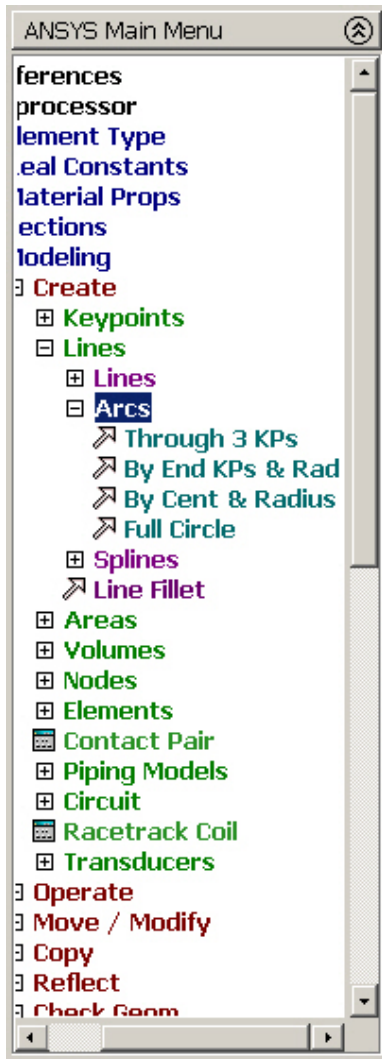 ANSYS Main Menu
ferences
processor
lement Type
eal Constants
laterial Props
ections
lodeling
Create
Keypoints
Lines
Lines
Arcs
Through 3 KPs
By End KPs & Rad
By Cent & Radius
Full Circle
Splines
Line Fillet
Areas
Volumes
Nodes
Elements
Contact Pair
Piping Models
Circuit
Racetrack Coil
Transducers
Operate
Move / Modify
Copy
Reflect
Check Geom